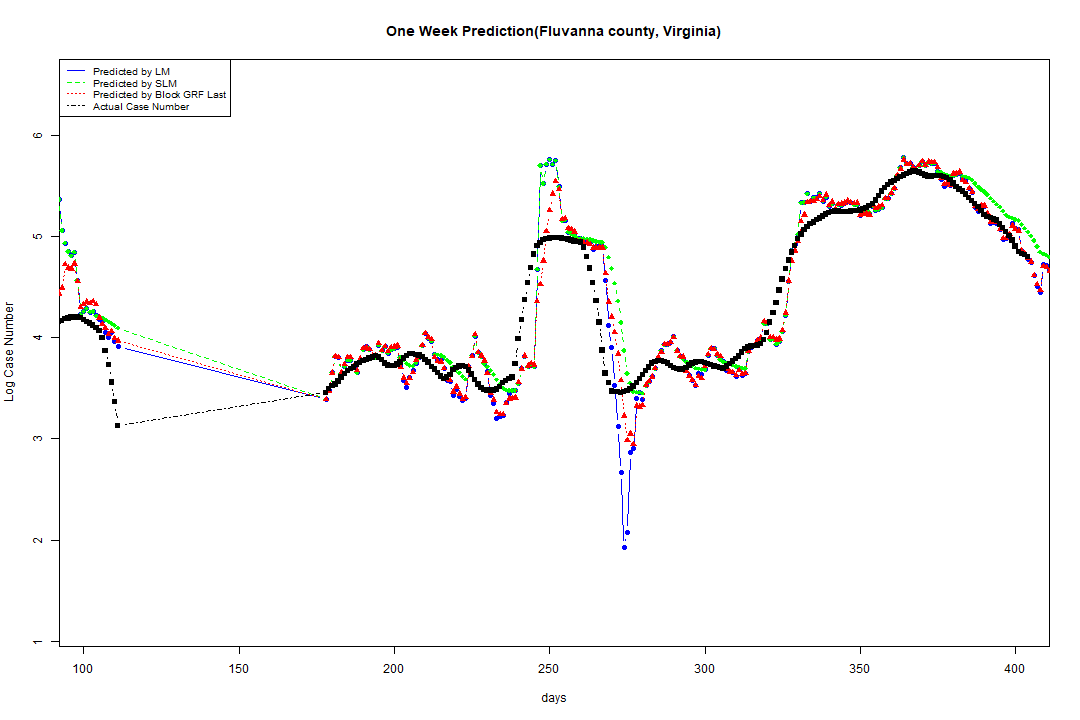 One Week Prediction(Fluvanna county, Virginia)
Predicted by LM
Predicted by SLM
Predicted by Block GRF Last
Actual Case Number
6
5
4
3
2
1
Log Case Number
100 150 200 250 300 350 400
days